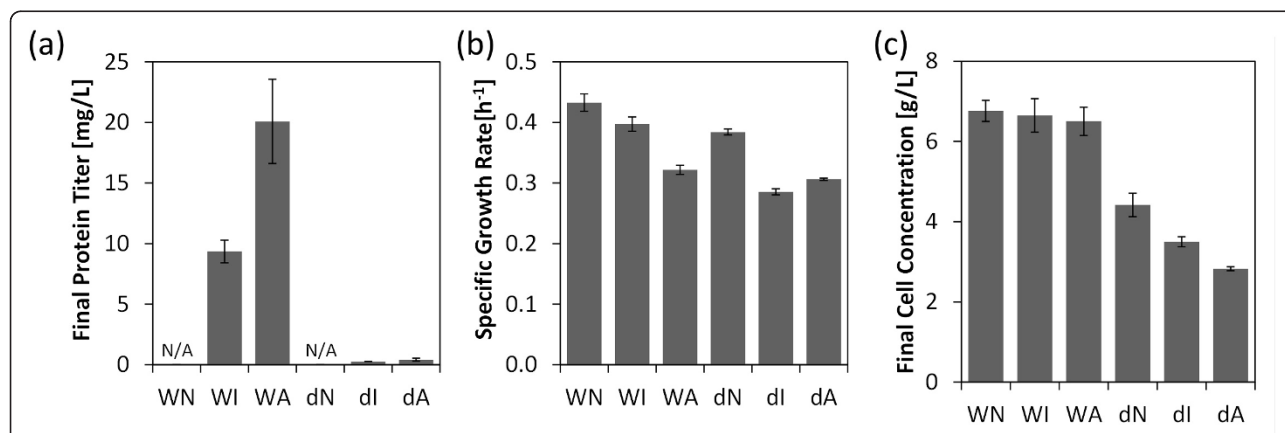 (a)
Final Protein Titer [mg/L]
25
20
15
10
5
0
N/A
N/A
WN WI WA dN dI dA
(b)
Specific Growth Rate[h-1]
0.5
0.4
0.3
0.2
0.1
0.0
WN WI WA dN dI dA
(c)
Final Cell Concentration [g/L]
8
6
4
2
0
WN WI WA dN dI dA